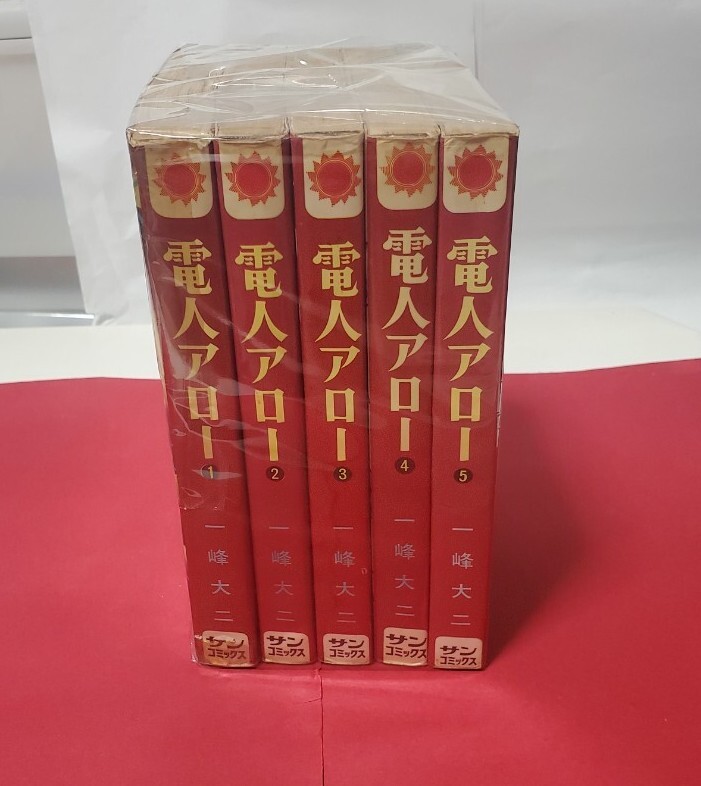 電人アロー
1
一峰大二
サン
コミックス
電人アロー
2
一峰大二
サン
コミックス
電人アロー
3
一峰大二
サン
コミックス
電人アロー
4
一峰大二
サン
コミックス
電人アロー
5
一峰大二
サン
コミックス